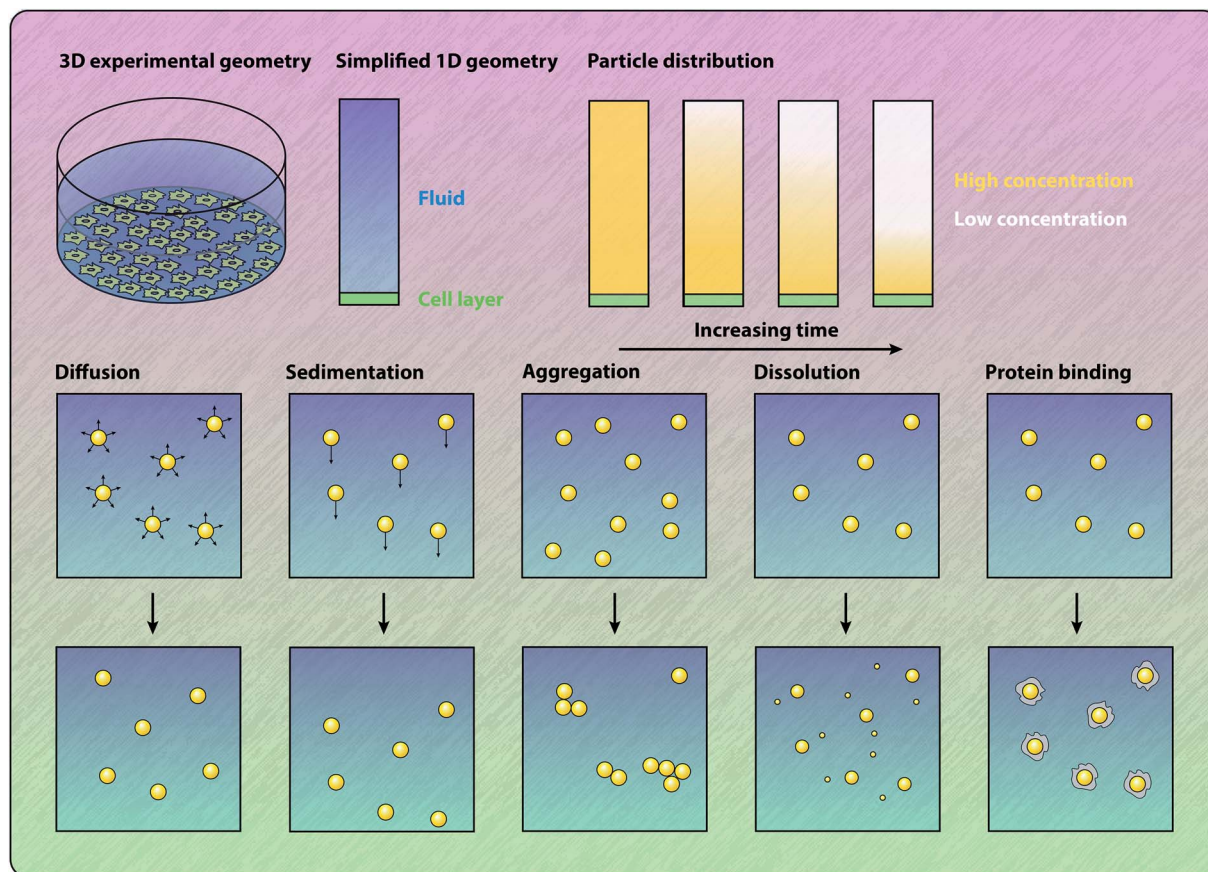 3D experimental geometry
Simplified 1D geometry
Particle distribution
Fluid
Cell layer
High concentration
Low concentration
Increasing time
Diffusion
Sedimentation
Aggregation
Dissolution
Protein binding